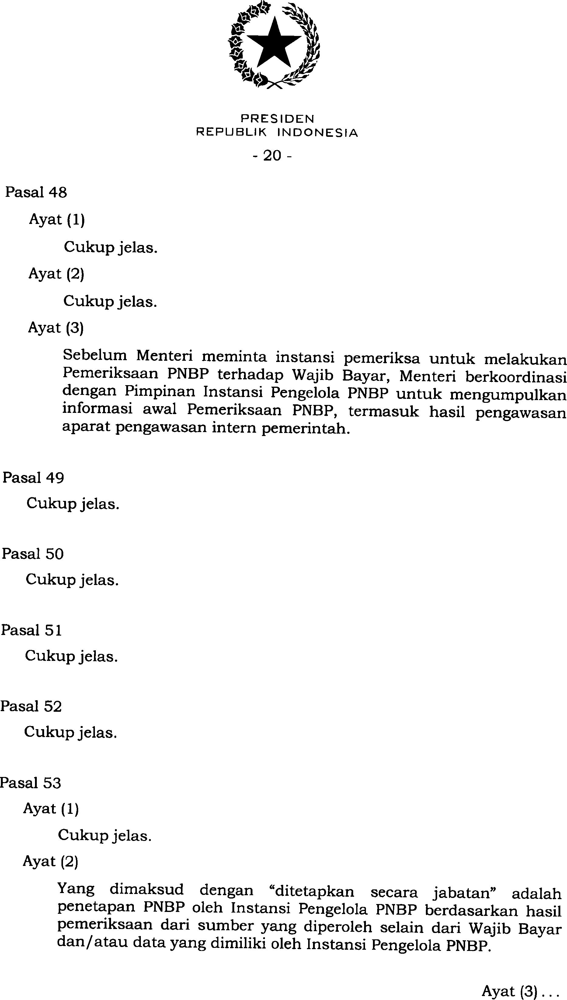 PRESIDEN
REPUBLIK INDONESIA
- 20 -
Pasal 48
Ayat (1)
Cukup jelas.
Ayat (2)
Cukup jelas.
Ayat (3)
Sebelum Menteri meminta instansi pemeriksa untuk melakukan
Pemeriksaan PNBP terhadap Wajib Bayar, Menteri berkoordinasi
dengan Pimpinan Instansi Pengelola PNBP untuk mengumpulkan
informasi awal Pemeriksaan PNBP, termasuk hasil pengawasan
aparat pengawasan intern pemerintah.
Pasal 49
Cukup jelas.
Pasal 50
Cukup jelas.
Pasal 51
Cukup jelas.
Pasal 52
Cukup jelas.
Pasal 53
Ayat (1)
Cukup jelas.
Ayat (2)
Yang dimaksud dengan “ditetapkan secara jabatan” adalah
penetapan PNBP oleh Instansi Pengelola PNBP berdasarkan hasil
pemeriksaan dari sumber yang diperoleh selain dari Wajib Bayar
dan/atau data yang dimiliki oleh Instansi Pengelola PNBP.
Ayat (3) . . .